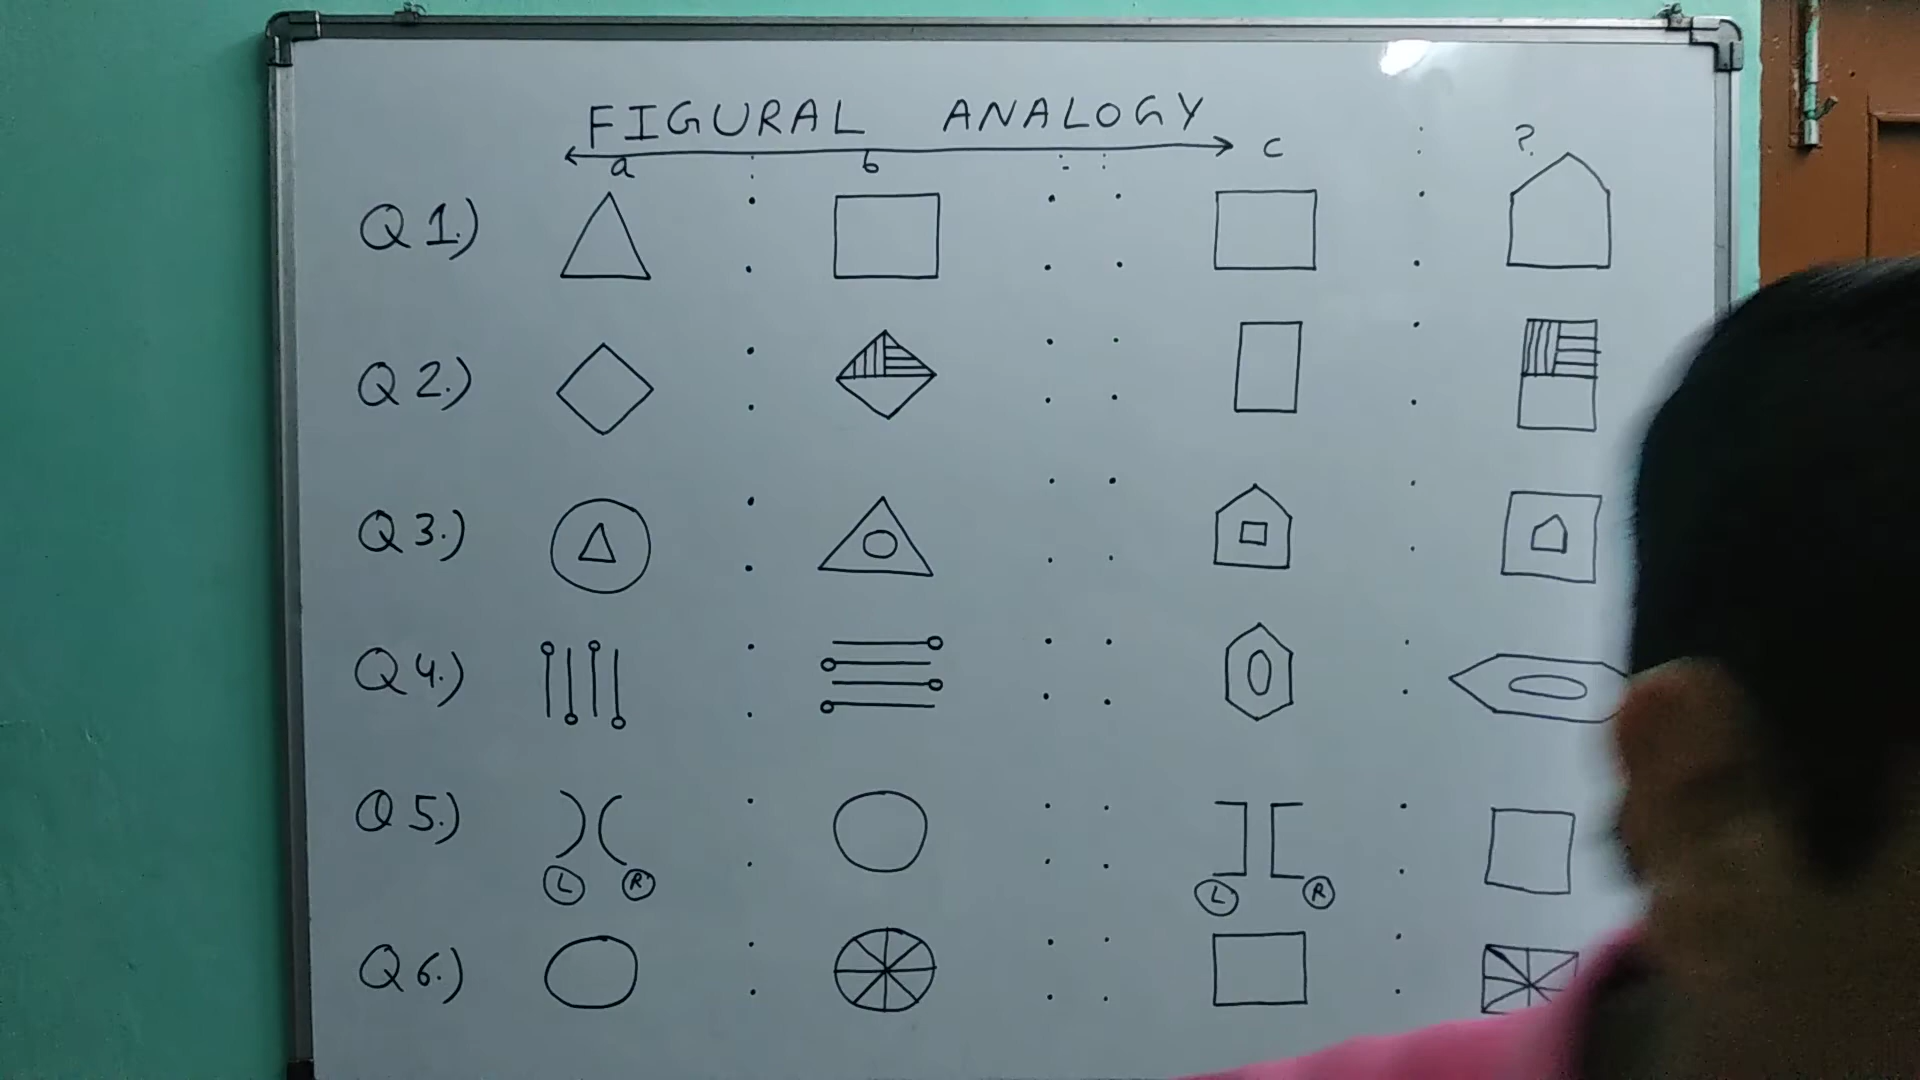 FIGURAL ANALOGY
a : b :: c : ?
Q 1.) : :: :
Q 2.) : :: :
Q 3.) : :: :
Q 4.) : :: :
Q 5.) : :: :
L R L R
Q 6.) : :: :